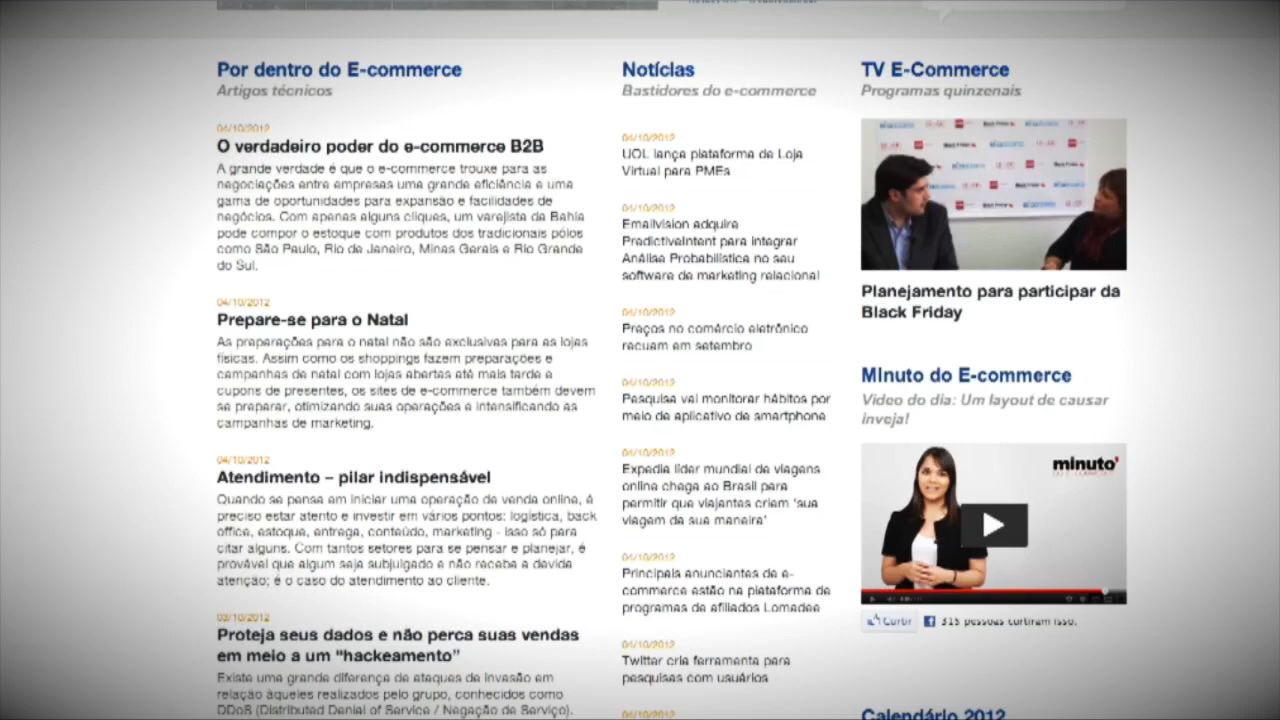 Por dentro do E-commerce
Artigos técnicos
04/10/2012
O verdadeiro poder do e-commerce B2B
A grande verdade é que o e-commerce trouxe para as
negociações entre empresas uma grande eficiência e uma
gama de oportunidades para expansão e facilidades de
negócios. Com apenas alguns cliques, um varejista da Bahia
pode compor o estoque com produtos dos tradicionais pólos
como São Paulo, Rio de Janeiro, Minas Gerais e Rio Grande
do Sul.
04/10/2012
Prepare-se para o Natal
As preparações para o natal não são exclusivas para as lojas
físicas. Assim como os shoppings fazem preparações e
campanhas de natal com lojas abertas até mais tarde e
cupons de presentes, os sites de e-commerce também devem
se preparar, otimizando suas operações e intensificando as
campanhas de marketing.
04/10/2012
Atendimento – pilar indispensável
Quando se pensa em iniciar uma operação de venda online, é
preciso estar atento e investir em vários pontos: logística, back
office, estoque, entrega, conteúdo, marketing - isso só para
citar alguns. Com tantos setores para se pensar e planejar, é
provável que algum seja subjulgado e não receba a devida
atenção; é o caso do atendimento ao cliente.
03/10/2012
Proteja seus dados e não perca suas vendas
em meio a um “hackeamento”
Existe uma grande diferença de ataques de invasão em
relação àqueles realizados pelo grupo, conhecidos como
DDoS (Distributed Denial of Service / Negação de Serviço).
Notícias
Bastidores do e-commerce
04/10/2012
UOL lança plataforma de Loja
Virtual para PMEs
04/10/2012
Emailvision adquire
PredictiveIntent para integrar
Análise Probabilística no seu
software de marketing relacional
04/10/2012
Preços no comércio eletrônico
recuam em setembro
04/10/2012
Pesquisa vai monitorar hábitos por
meio de aplicativo de smartphone
04/10/2012
Expedia líder mundial de viagens
online chega ao Brasil para
permitir que viajantes criem ‘sua
viagem da sua maneira’
04/10/2012
Principais anunciantes de e-
commerce estão na plataforma de
programas de afiliados Lomadee
04/10/2012
Twitter cria ferramenta para
pesquisas com usuários
04/10/2012
TV E-Commerce
Programas quinzenais
Planejamento para participar da
Black Friday
Minuto do E-commerce
Vídeo do dia: Um layout de causar
inveja!
minuto
DO E-COMMERCE
Curtir
315 pessoas curtiram isso.
Calendário 2012